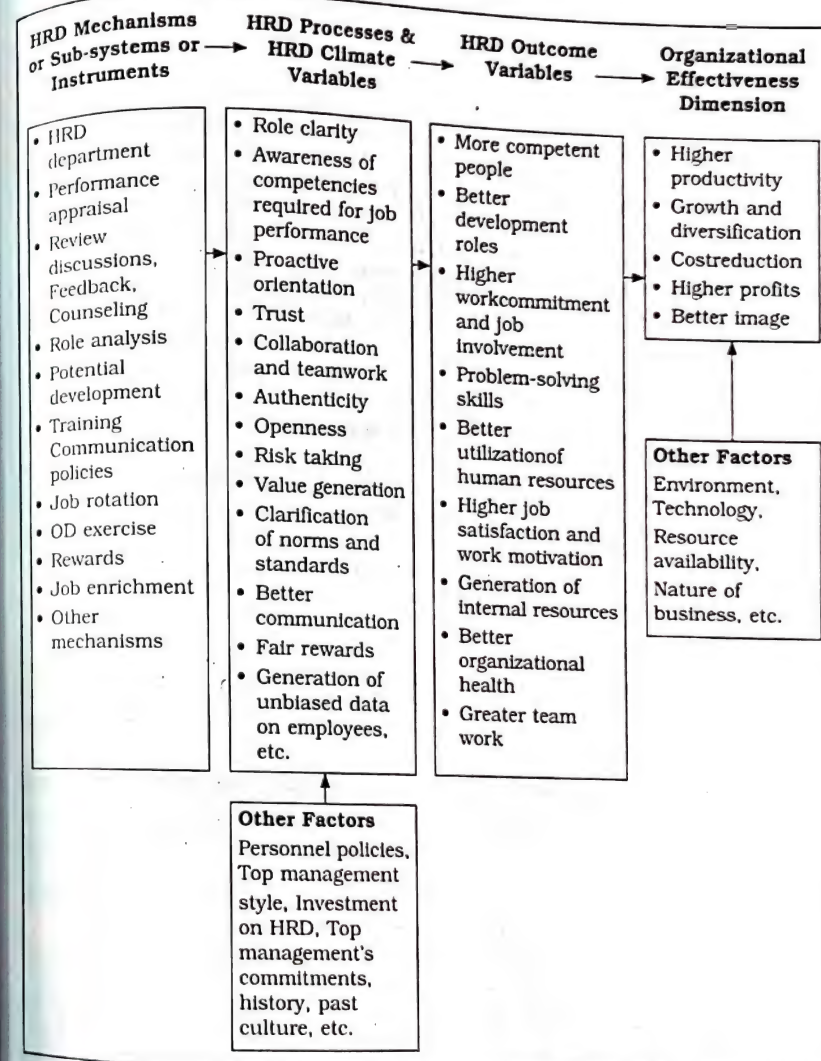 HRD Mechanisms
or Sub-systems or
Instruments
HRD Processes &
HRD Climate
Variables
HRD Outcome
Variables
Organizational
Effectiveness
Dimension
• HRD
department
• Performance
appraisal
• Review
discussions,
Feedback,
Counseling
• Role analysis
• Potential
development
• Training
Communication
policies
• Job rotation
• OD exercise
• Rewards
• Job enrichment
• Other
mechanisms
• Role clarity
• Awareness of
competencies
required for job
performance
• Proactive
orientation
• Trust
• Collaboration
and teamwork
• Authenticity
• Openness
• Risk taking
• Value generation
• Clarification
of norms and
standards
• Better
communication
• Fair rewards
• Generation of
unbiased data
on employees,
etc.
• More competent
people
• Better
development
roles
• Higher
workcommitment
and job
involvement
• Problem-solving
skills
• Better
utilizationof
human resources
• Higher job
satisfaction and
work motivation
• Generation of
internal resources
• Better
organizational
health
• Greater team
work
• Higher
productivity
• Growth and
diversification
• Costreduction
• Higher profits
• Better image
Other Factors
Environment,
Technology,
Resource
availability,
Nature of
business, etc.
Other Factors
Personnel policies,
Top management
style, Investment
on HRD, Top
management's
commitments,
history, past
culture, etc.